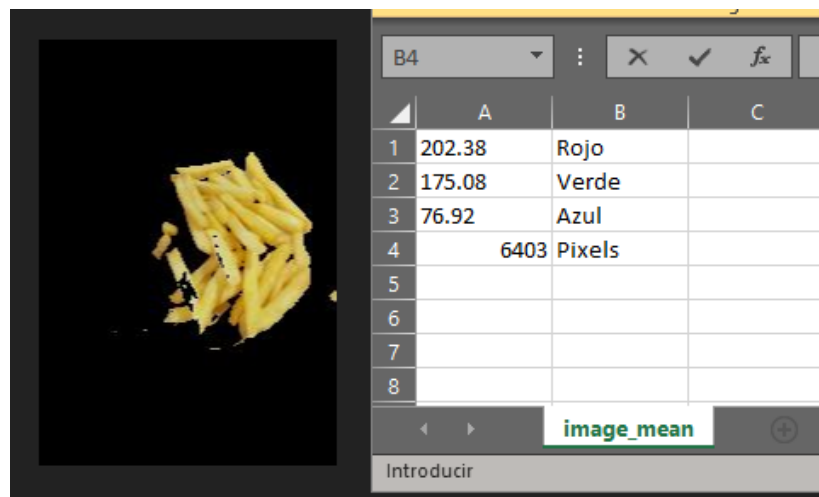 B4 fx
A B C
1 202.38 Rojo
2 175.08 Verde
3 76.92 Azul
4 6403 Pixels
5
6
7
8
image_mean
Introducir